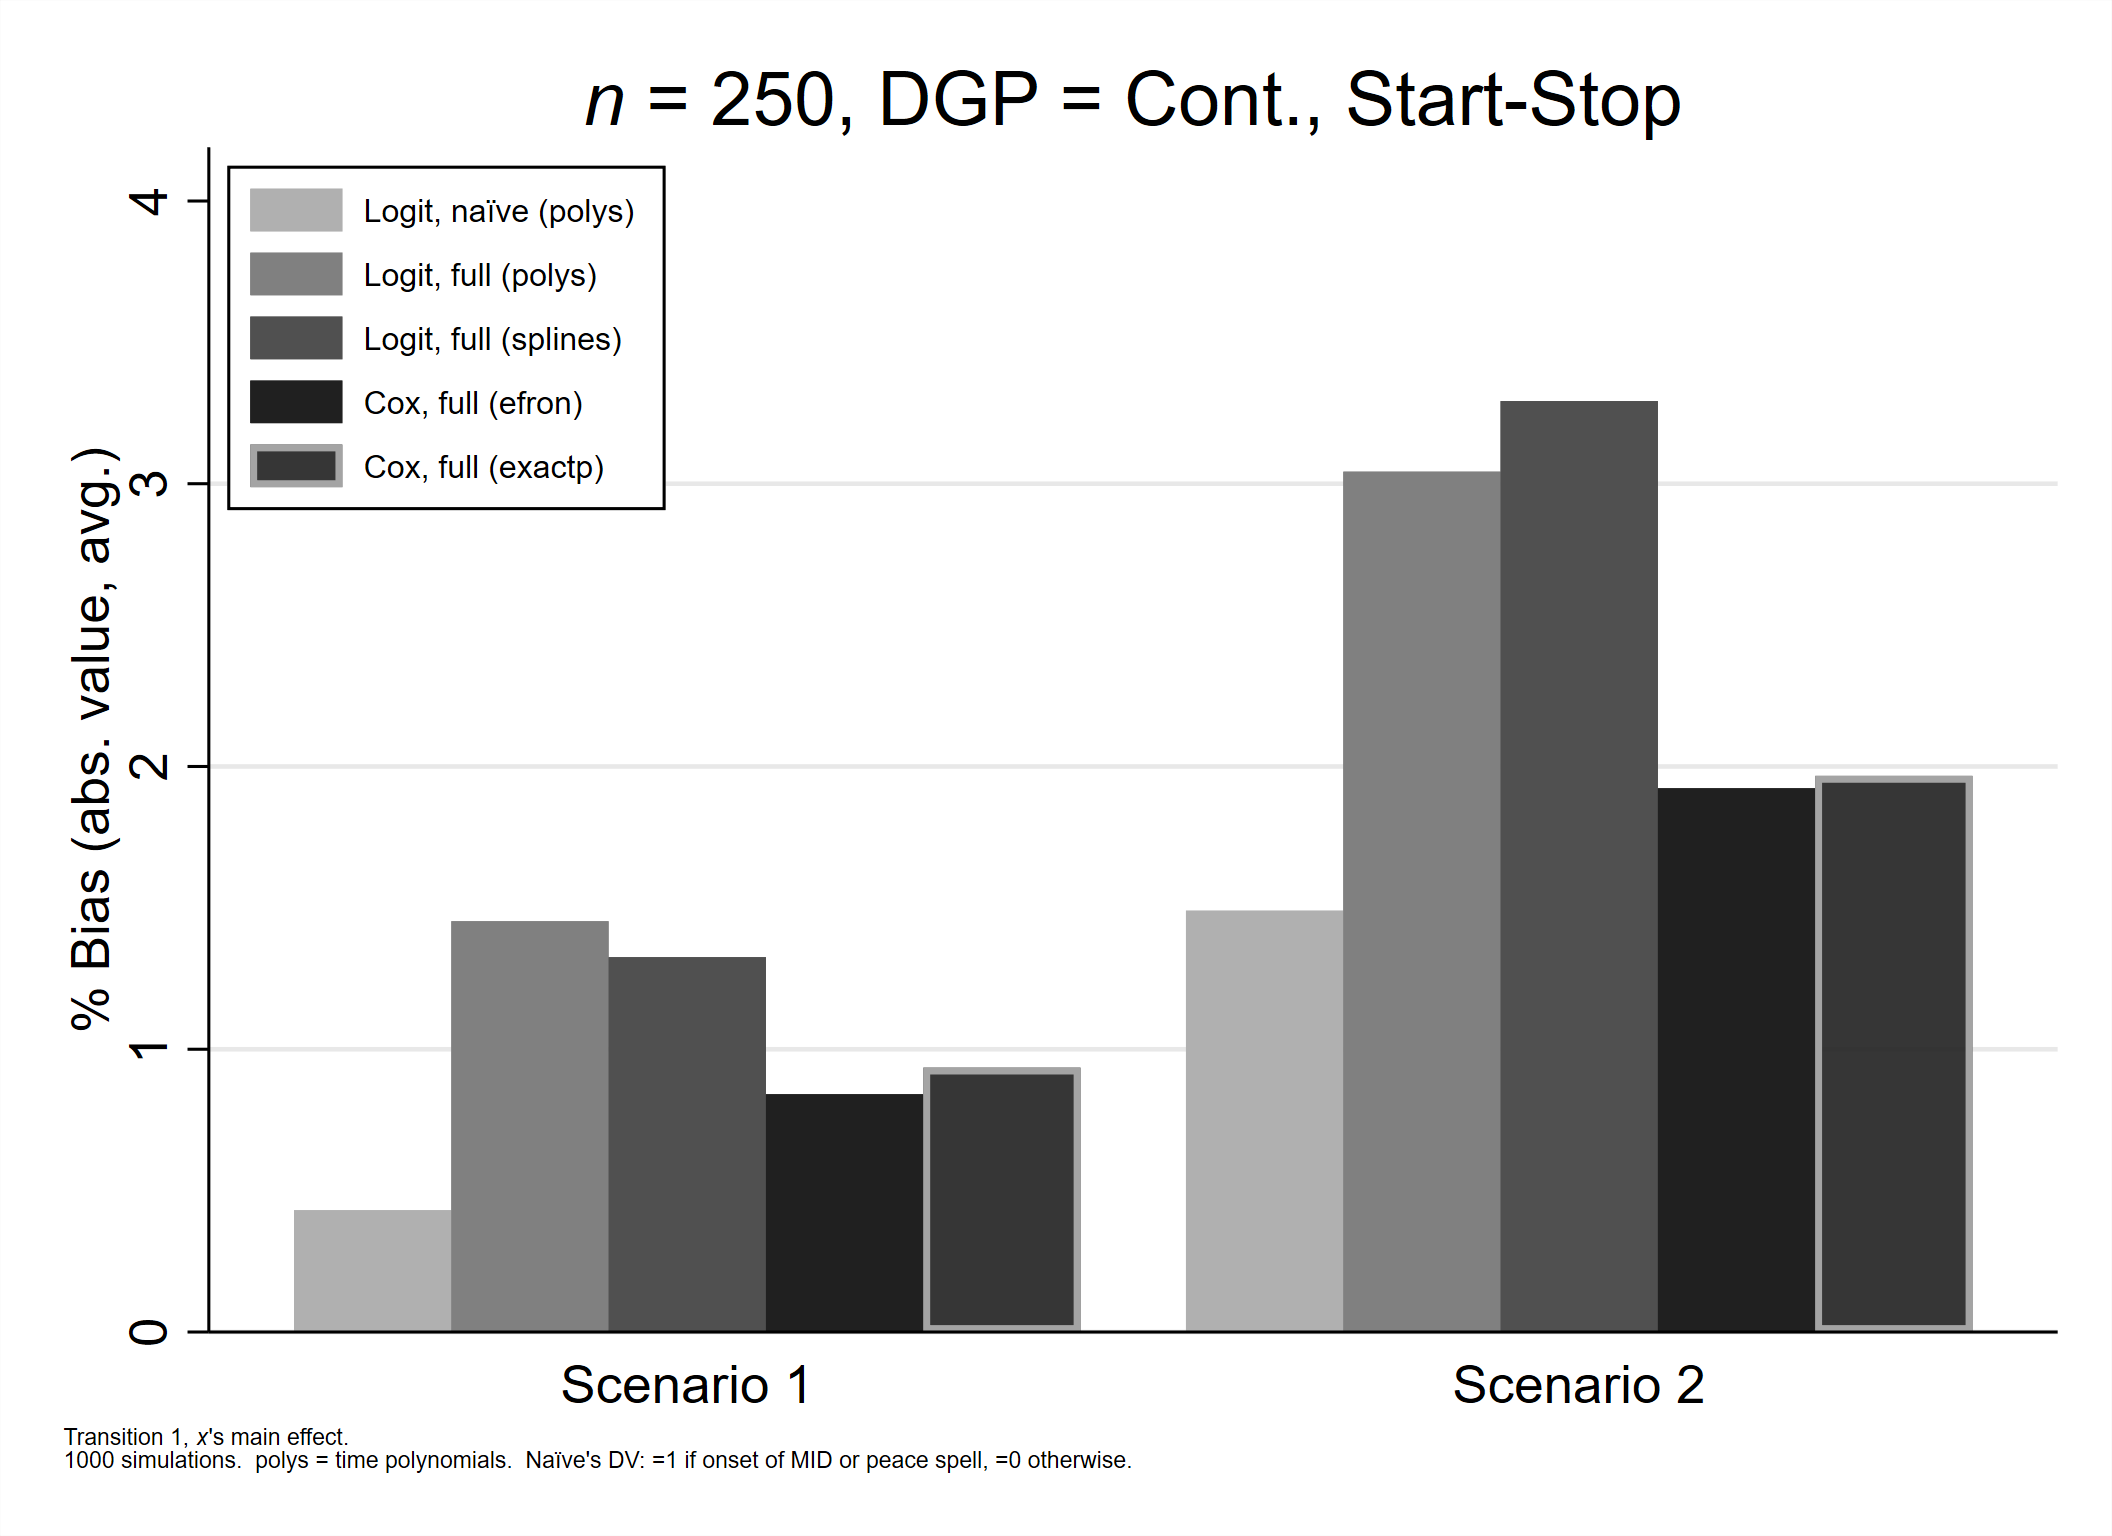 n = 250, DGP = Cont., Start-Stop
Logit, naïve (polys)
Logit, full (polys)
Logit, full (splines)
Cox, full (efron)
Cox, full (exactp)
% Bias (abs. value, avg.)
4
3
2
1
0
Scenario 1
Scenario 2
Transition 1, x's main effect.
1000 simulations.  polys = time polynomials.  Naïve's DV: =1 if onset of MID or peace spell, =0 otherwise.